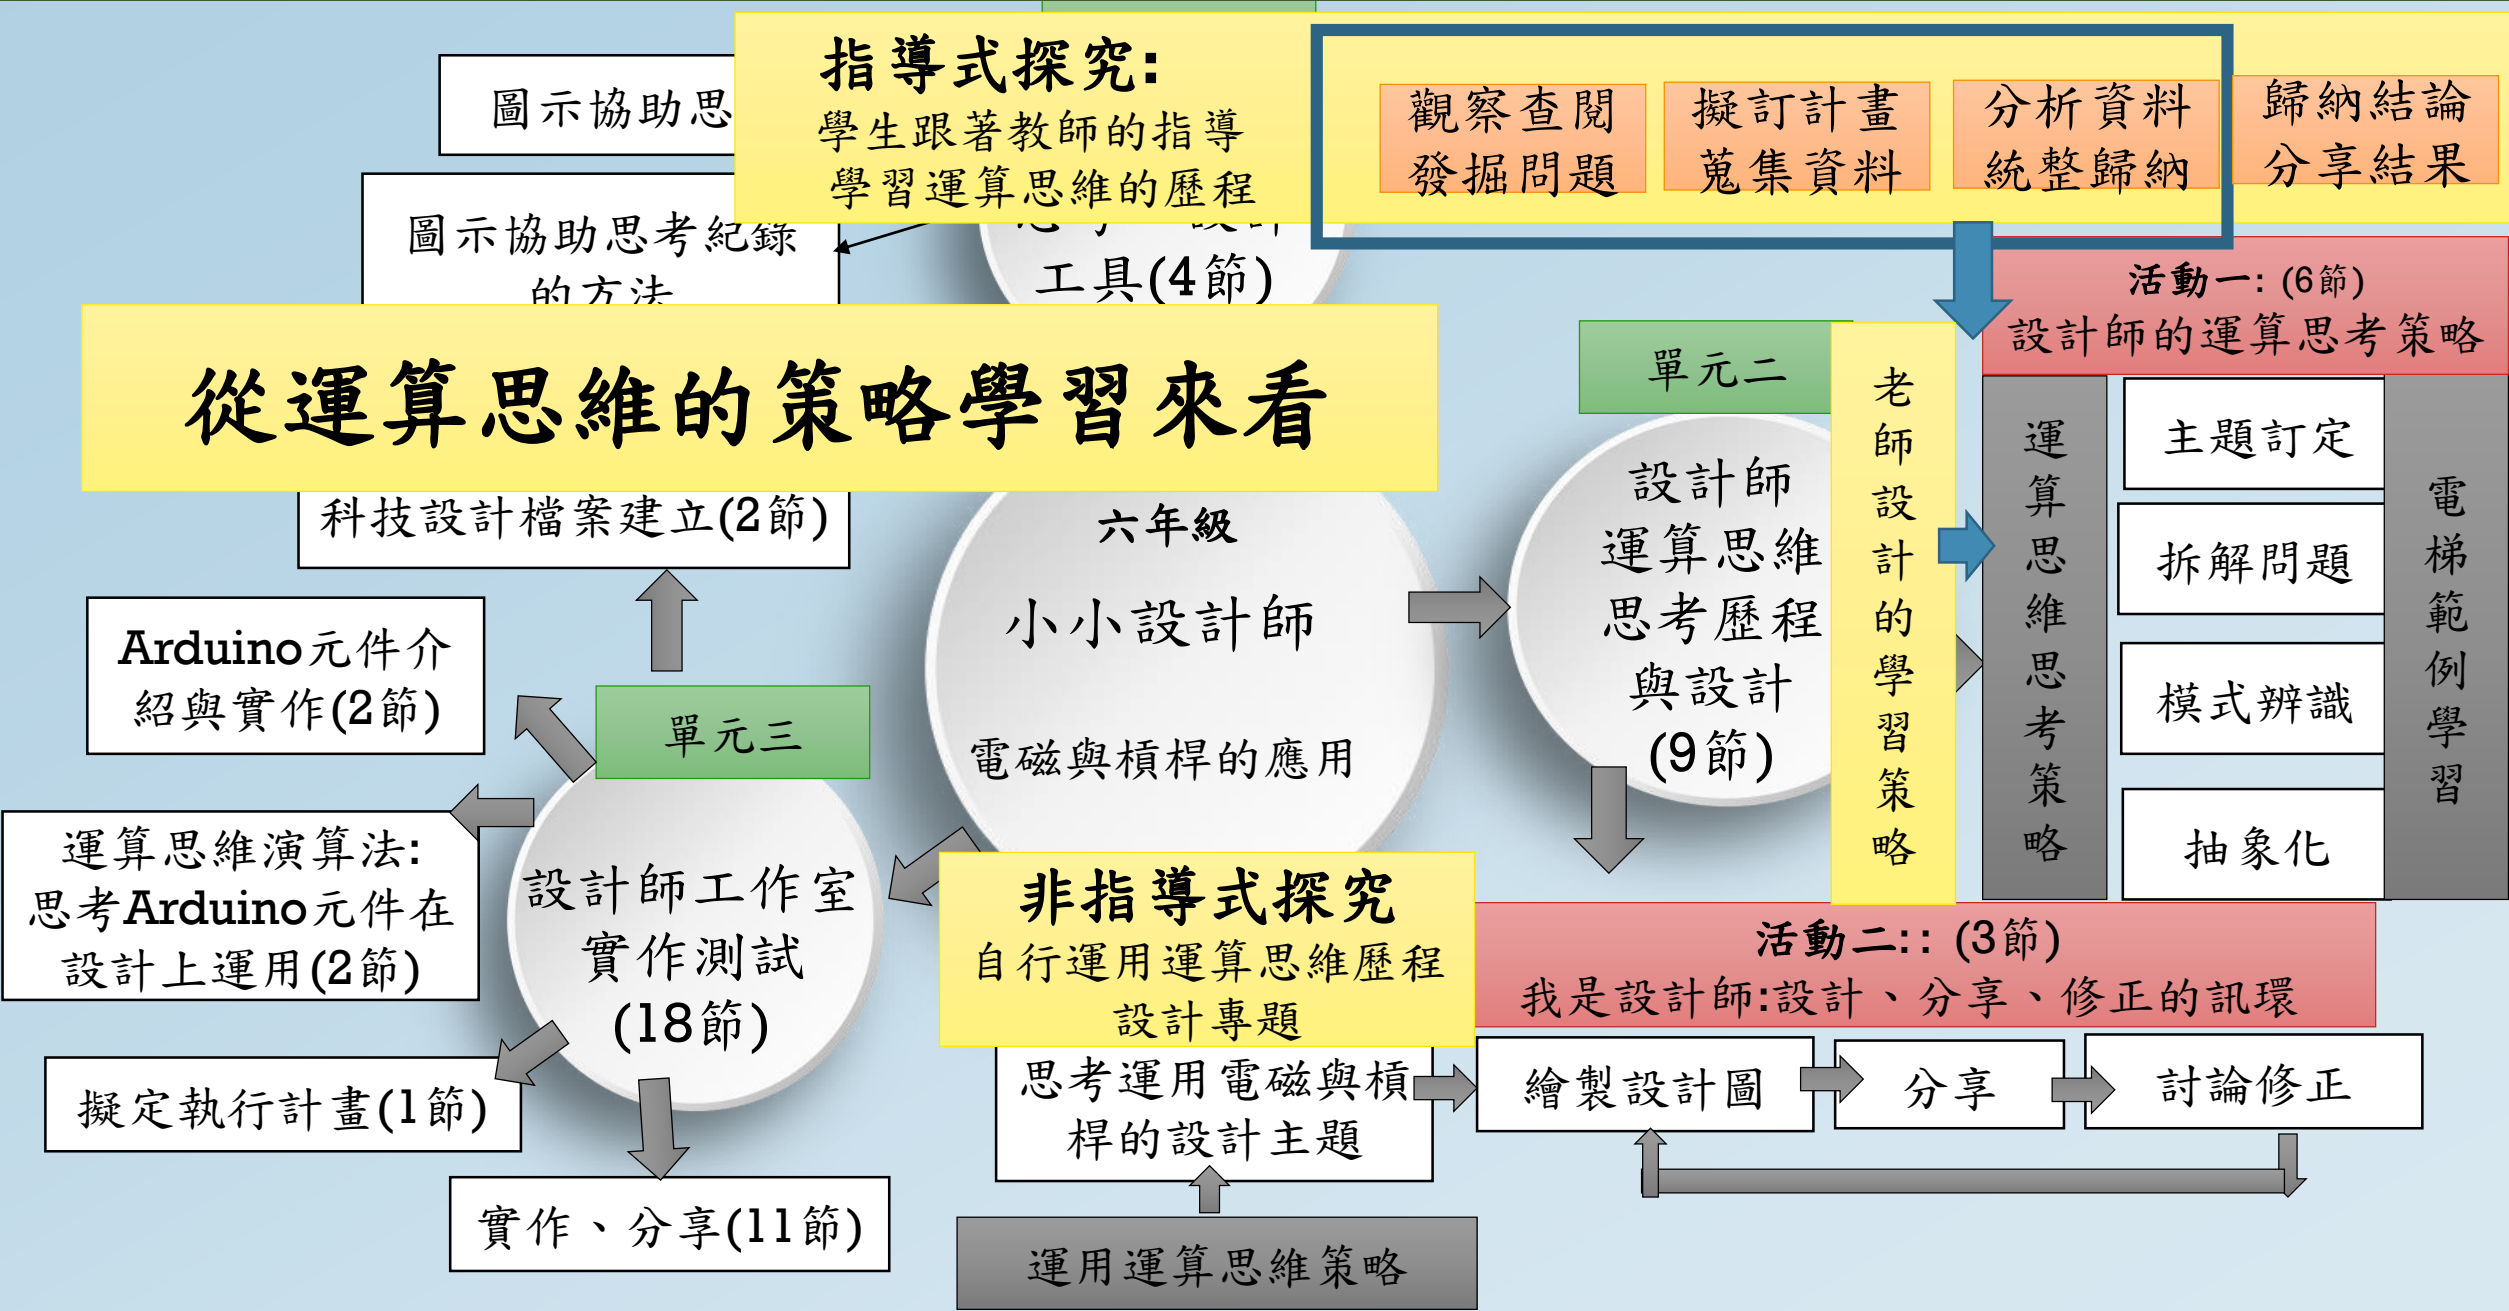 指導式探究:
學生跟著教師的指導
學習運算思維的歷程
觀察查閱
發掘問題
擬訂計畫
蒐集資料
分析資料
統整歸納
歸納結論
分享結果
圖示協助思
圖示協助思考紀錄
的方法
工具(4節)
從運算思維的策略學習來看
科技設計檔案建立(2節)
六年級
小小設計師
電磁與槓桿的應用
單元二
設計師
運算思維
思考歷程
與設計
(9節)
老師設計的學習策略
活動一: (6節)
設計師的運算思考策略
運算思維思考策略
主題訂定
拆解問題
模式辨識
抽象化
電梯範例學習
單元三
Arduino元件介
紹與實作(2節)
運算思維演算法:
思考Arduino元件在
設計上運用(2節)
設計師工作室
實作測試
(18節)
擬定執行計畫(1節)
實作、分享(11節)
非指導式探究
自行運用運算思維歷程
設計專題
思考運用電磁與槓
桿的設計主題
運用運算思維策略
活動二:: (3節)
我是設計師:設計、分享、修正的訊環
繪製設計圖
分享
討論修正